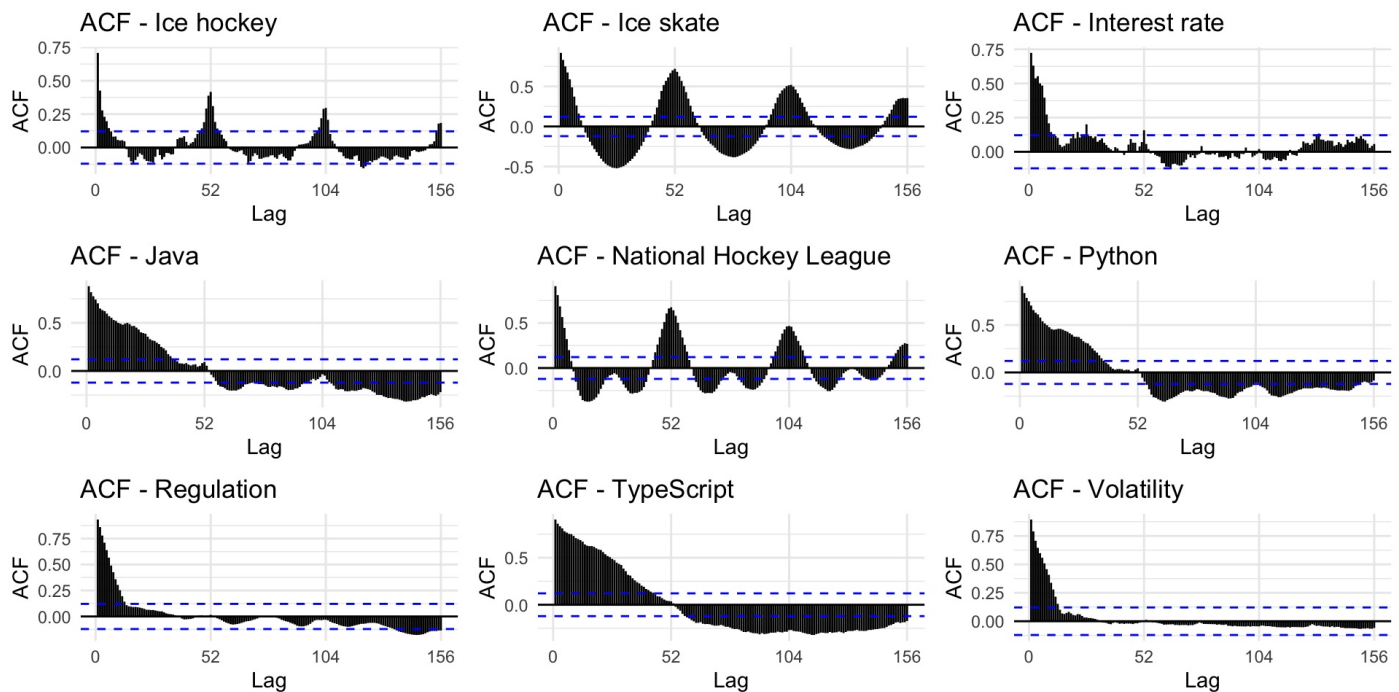 ACF - Ice hockey
0.75
0.50
0.25
0.00
ACF
0
52
104
156
Lag
ACF - Ice skate
0.5
0.0
-0.5
ACF
0
52
104
156
Lag
ACF - Interest rate
0.75
0.50
0.25
0.00
ACF
0
52
104
156
Lag
ACF - Java
0.5
0.0
ACF
0
52
104
156
Lag
ACF - National Hockey League
0.5
0.0
ACF
0
52
104
156
Lag
ACF - Python
0.5
0.0
ACF
0
52
104
156
Lag
ACF - Regulation
0.75
0.50
0.25
0.00
ACF
0
52
104
156
Lag
ACF - TypeScript
0.5
0.0
ACF
0
52
104
156
Lag
ACF - Volatility
0.75
0.50
0.25
0.00
ACF
0
52
104
156
Lag